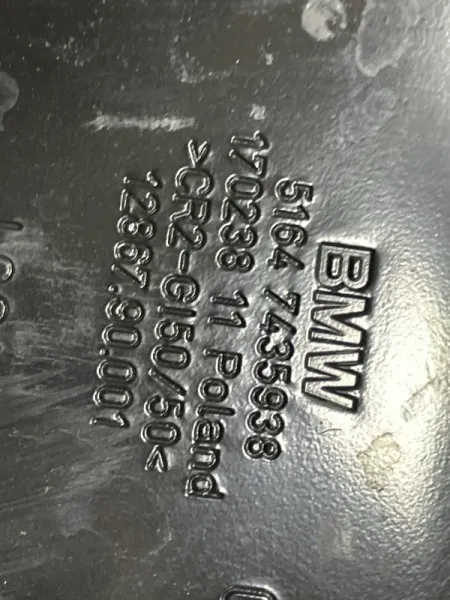 BMW
5164 7435938
170238 11 Poland
>CR2-GI50/50<
12867.90.001